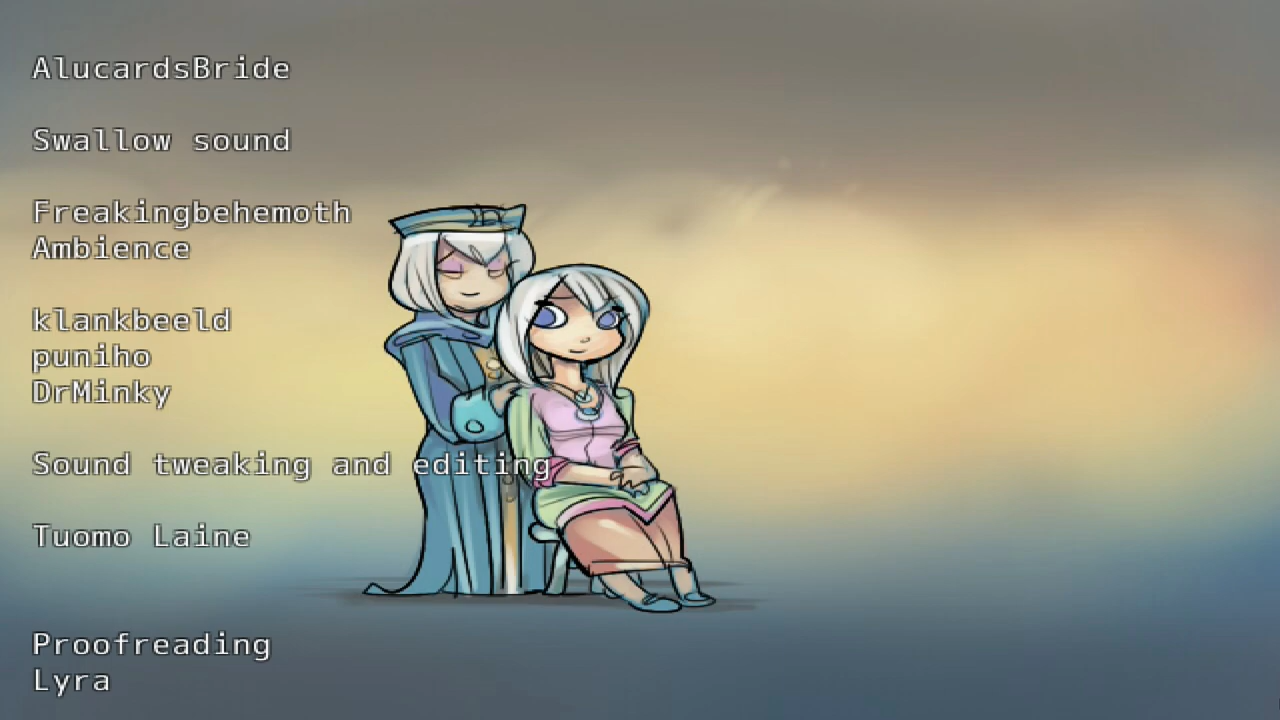 AlucardsBride
Swallow sound
Freakingbehemoth
Ambience
klankbeeld
puniho
DrMinky
Sound tweaking and editing
Tuomo Laine
Proofreading
Lyra